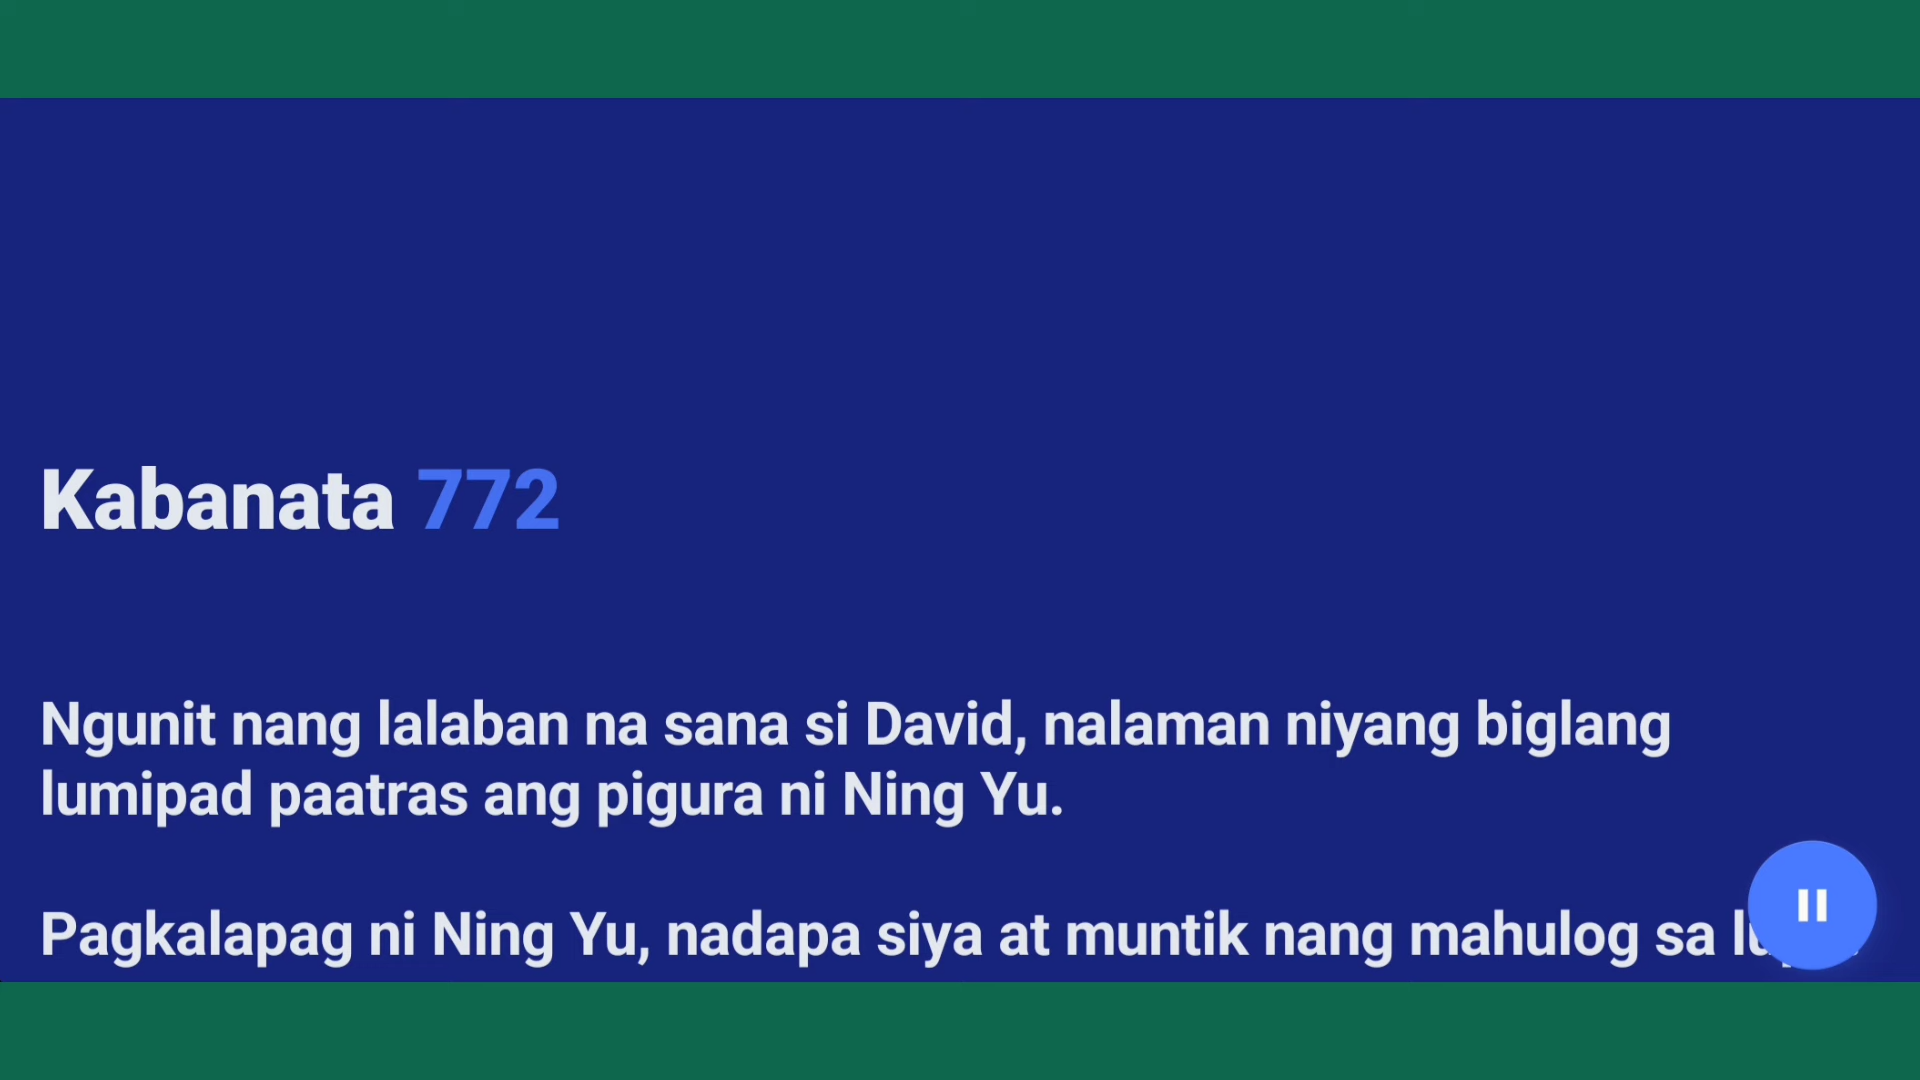 Kabanata 772
Ngunit nang lalaban na sana si David, nalaman niyang biglang
lumipad paatras ang pigura ni Ning Yu.
Pagkalapag ni Ning Yu, nadapa siya at muntik nang mahulog sa